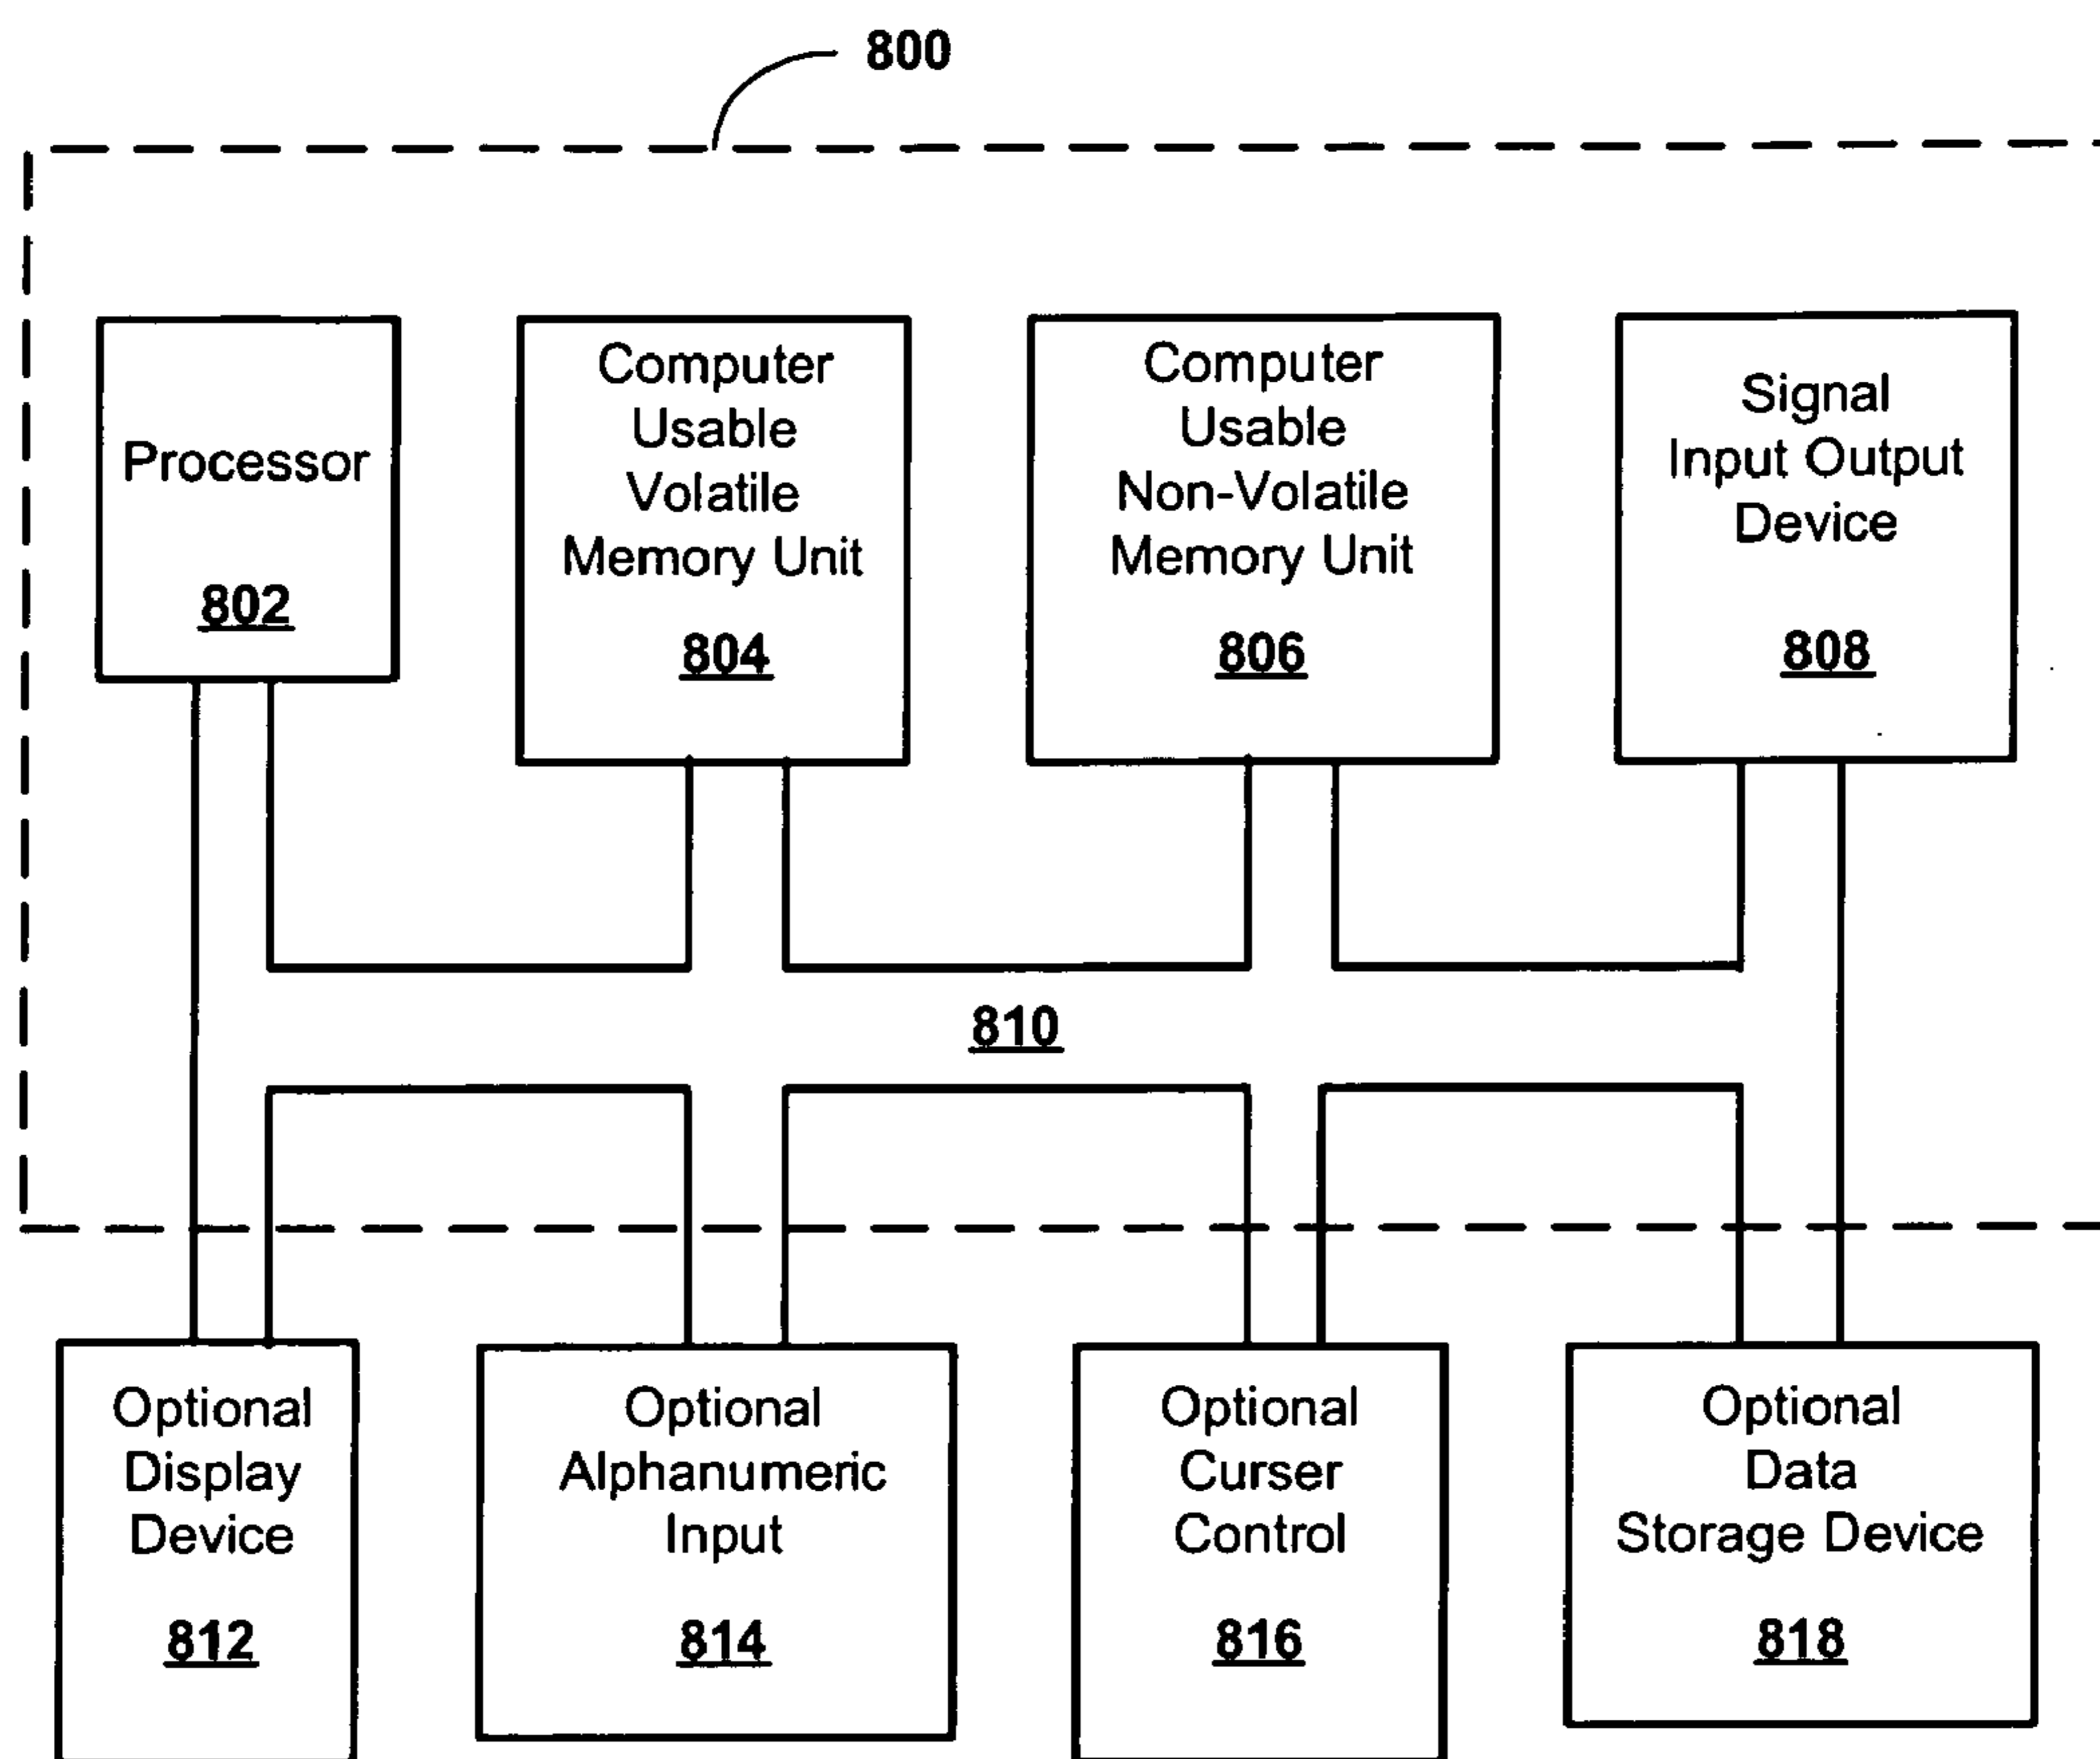 800
Processor
802
Computer
Usable
Volatile
Memory Unit
804
Computer
Usable
Non-Volatile
Memory Unit
806
Signal
Input Output
Device
808
810
Optional
Display
Device
812
Optional
Alphanumeric
Input
814
Optional
Curser
Control
816
Optional
Data
Storage Device
818